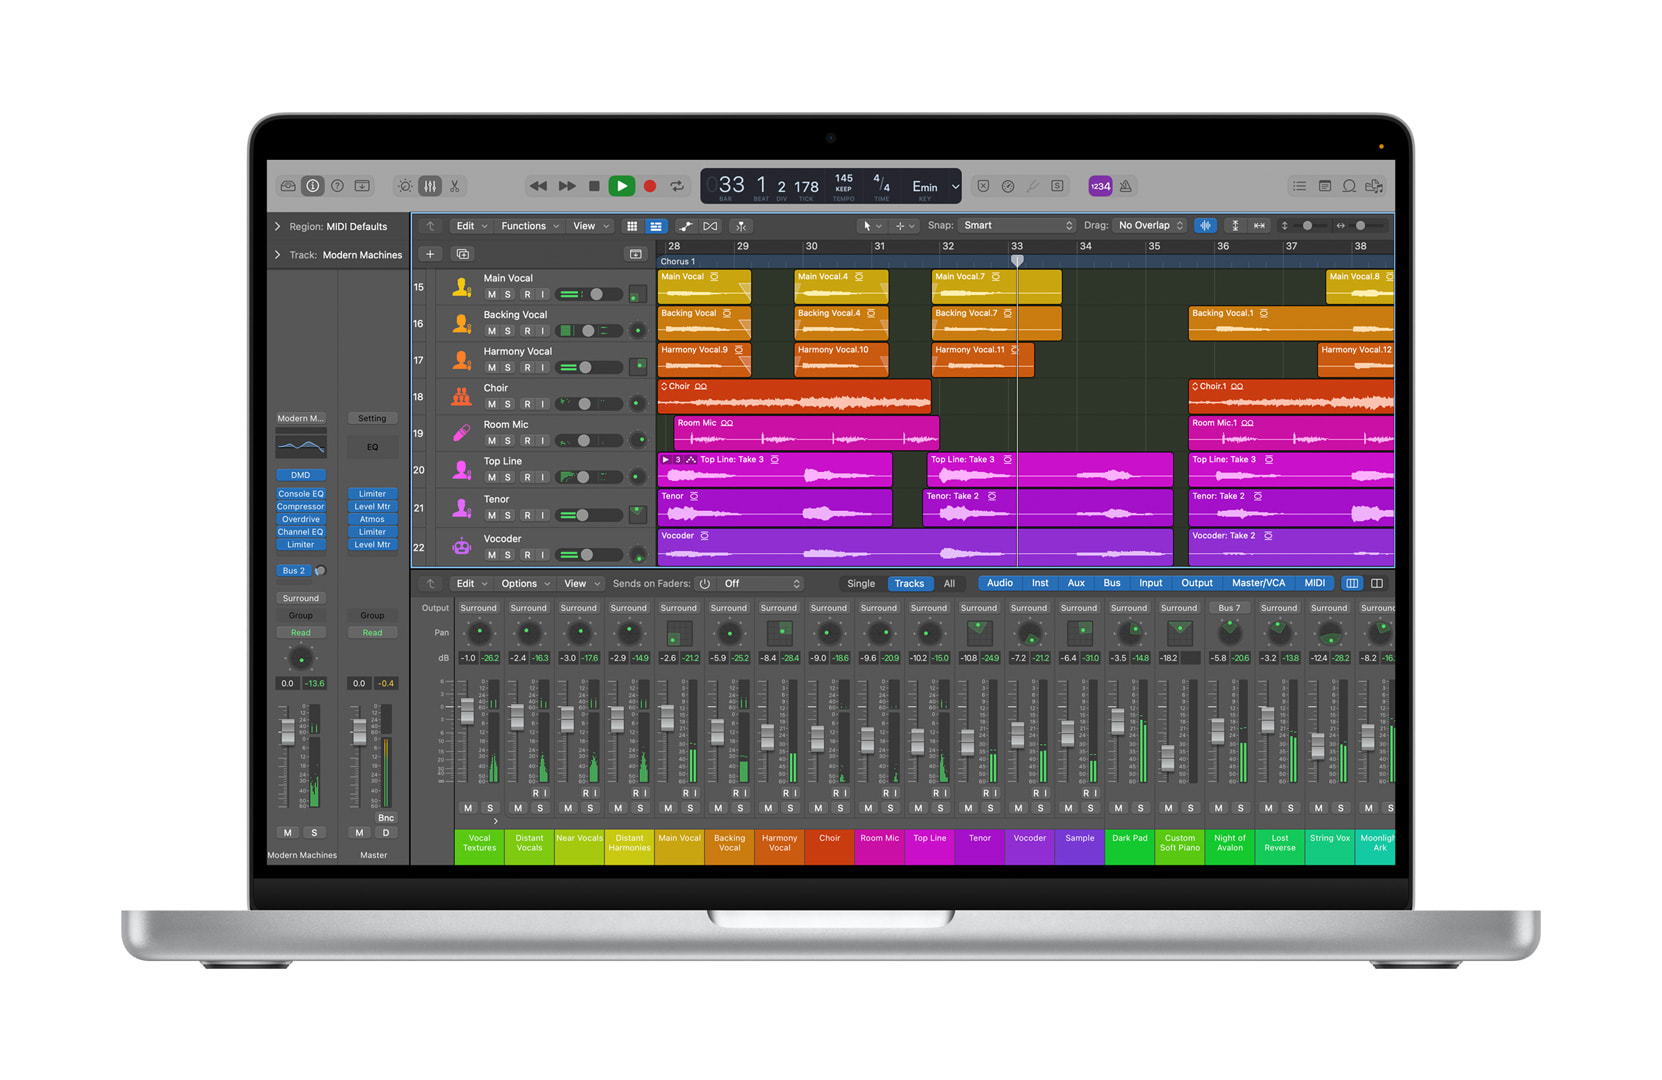 1234
033 1 2 178 145 KEEP 4/4 Emin
BAR BEAT DIV TICK TEMPO TIME KEY
Region: MIDI Defaults
Track: Modern Machines
Edit Functions View Snap: Smart Drag: No Overlap
28 29 30 31 32 33 34 35 36 37 38
Chorus 1
15 Main Vocal
M S R I
Main Vocal Main Vocal.4 Main Vocal.7 Main Vocal.8
16 Backing Vocal
M S R I
Backing Vocal Backing Vocal.4 Backing Vocal.7 Backing Vocal.1
17 Harmony Vocal
M S R I
Harmony Vocal.9 Harmony Vocal.10 Harmony Vocal.11 Harmony Vocal.12
18 Choir
M S R I
Choir Choir.1
19 Room Mic
M S R I
Room Mic Room Mic.1
20 Top Line
M S R I
3 Top Line: Take 3 Top Line: Take 3 Top Line: Take 3
21 Tenor
M S R I
Tenor Tenor: Take 2 Tenor: Take 2
22 Vocoder
M S R I
Vocoder Vocoder: Take 2
Modern M... Setting
EQ
DMD
Console EQ Limiter
Compressor Level Mtr
Overdrive Atmos
Channel EQ Limiter
Limiter Level Mtr
Bus 2
Surround
Group Group
Read Read
0.0 -13.6 0.0 -0.4
Bnc
M S M D
Modern Machines Master
Edit Options View Sends on Faders: Off Single Tracks All Audio Inst Aux Bus Input Output Master/VCA MIDI
Output Surround Surround Surround Surround Surround Surround Surround Surround Surround Surround Surround Surround Surround Surround Surround Bus 7 Surround Surround Surround
Pan
dB -1.0 -26.2 -2.4 -16.3 -3.0 -17.6 -2.9 -14.9 -2.6 -21.2 -5.9 -25.2 -8.4 -28.4 -9.0 -18.6 -9.6 -20.9 -10.2 -15.0 -10.8 -24.9 -7.2 -21.2 -6.4 -31.0 -3.5 -14.8 -18.2 -5.8 -20.6 -3.2 -13.8 -12.4 -28.2 -8.2
R I R I R I R I R I R I R I R I R I R I R I R I
M S M S M S M S M S M S M S M S M S M S M S M S M S M S M S M S M S M S M S
Vocal Textures
Distant Vocals
Near Vocals
Distant Harmonies
Main Vocal
Backing Vocal
Harmony Vocal
Choir
Room Mic
Top Line
Tenor
Vocoder
Sample
Dark Pad
Custom Soft Piano
Night of Avalon
Lost Reverse
String Vox
Moonligh Ark